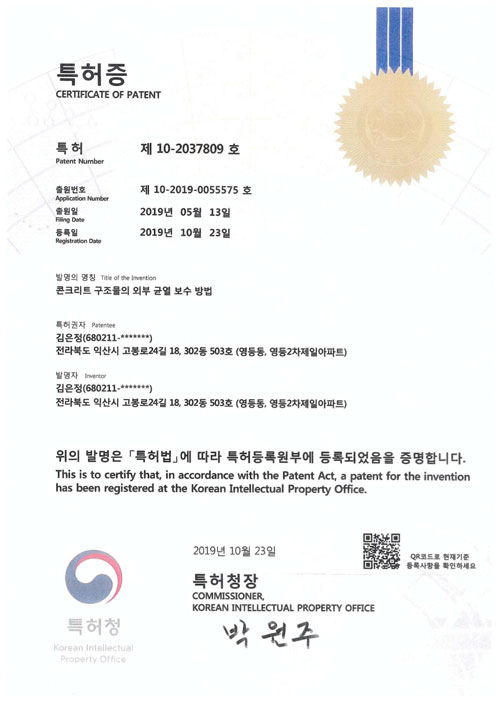 특허증
CERTIFICATE OF PATENT
특허 제 10-2037809 호
Patent Number
출원번호 제 10-2019-0055575 호
Application Number
출원일 2019년 05월 13일
Filing Date
등록일 2019년 10월 23일
Registration Date
발명의 명칭 Title of the Invention
콘크리트 구조물의 외부 균열 보수 방법
특허권자 Patentee
김은정(680211-*******)
전라북도 익산시 고봉로24길 18, 302동 503호 (영등동, 영등2차제일아파트)
발명자 Inventor
김은정(680211-*******)
전라북도 익산시 고봉로24길 18, 302동 503호 (영등동, 영등2차제일아파트)
위의 발명은 「특허법」에 따라 특허등록원부에 등록되었음을 증명합니다.
This is to certify that, in accordance with the Patent Act, a patent for the invention
has been registered at the Korean Intellectual Property Office.
2019년 10월 23일
QR코드로 현재기준
등록사항을 확인하세요
특허청장
COMMISSIONER,
KOREAN INTELLECTUAL PROPERTY OFFICE
박원주
특허청
Korean Intellectual
Property Office